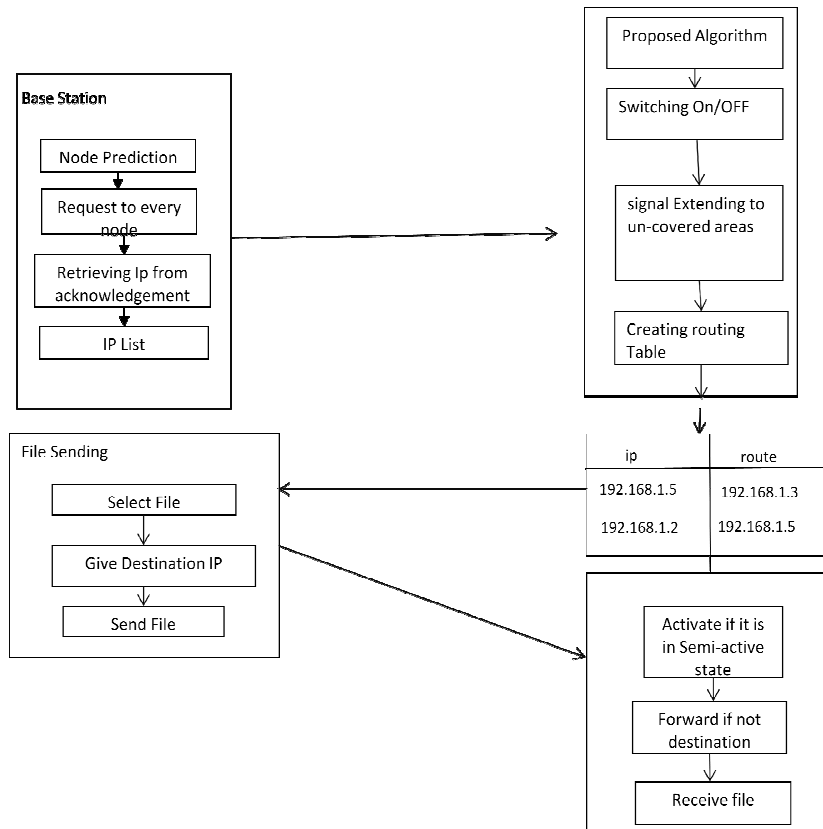 Base Station
Node Prediction
Request to every
node
Retrieving Ip from
acknowledgement
IP List
Proposed Algorithm
Switching On/OFF
signal Extending to
un-covered areas
Creating routing
Table
ip route
192.168.1.5 192.168.1.3
192.168.1.2 192.168.1.5
File Sending
Select File
Give Destination IP
Send File
Activate if it is
in Semi-active
state
Forward if not
destination
Receive file